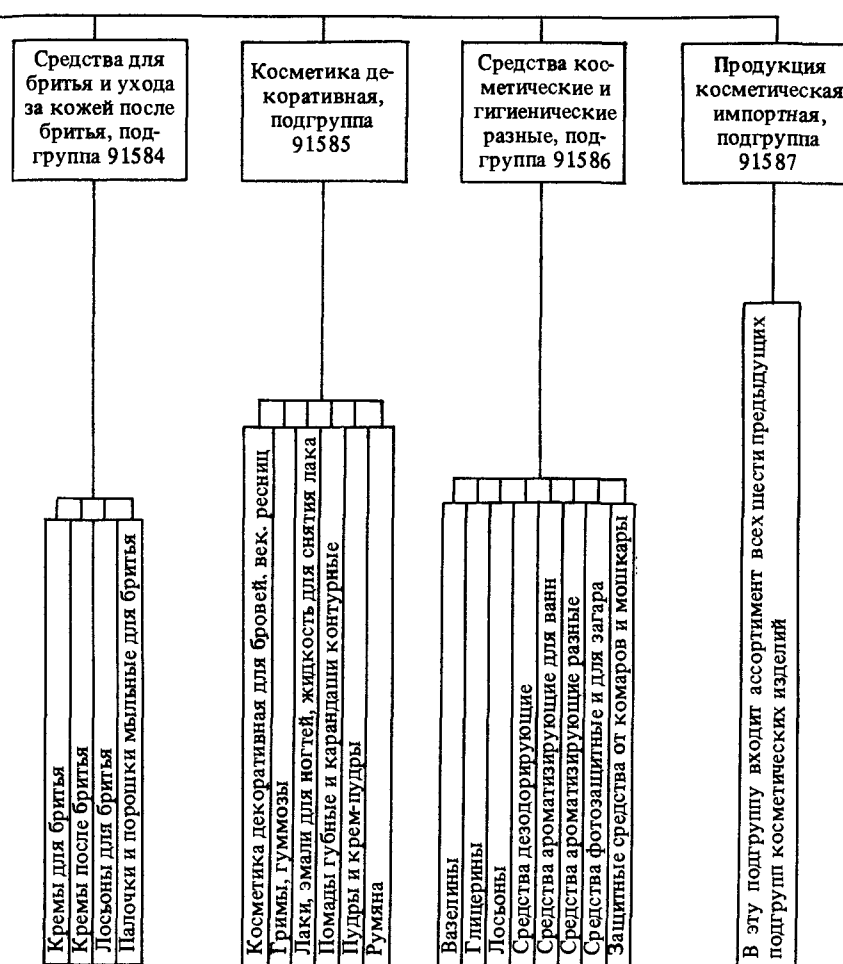 Средства для
бритья и ухода
за кожей после
бритья, под-
группа 91584
Косметика де-
коративная,
подгруппа
91585
Средства кос-
метические и
гигиенические
разные, под-
группа 91586
Продукция
косметическая
импортная,
подгруппа
91587
Кремы для бритья
Кремы после бритья
Лосьоны для бритья
Палочки и порошки мыльные для бритья
Косметика декоративная для бровей, век. ресниц
Гримы, гуммозы
Лаки, эмали для ногтей, жидкость для снятия лака
Помады губные и карандаши контурные
Пудры и крем-пудры
Румяна
Вазелины
Глицерины
Лосьоны
Средства дезодорирующие
Средства ароматизирующие для ванн
Средства ароматизирующие разные
Средства фотозащитные и для загара
Защитные средства от комаров и мошкары
В эту подгруппу входит ассортимент всех шести предыдущих
подгрупп косметических изделий